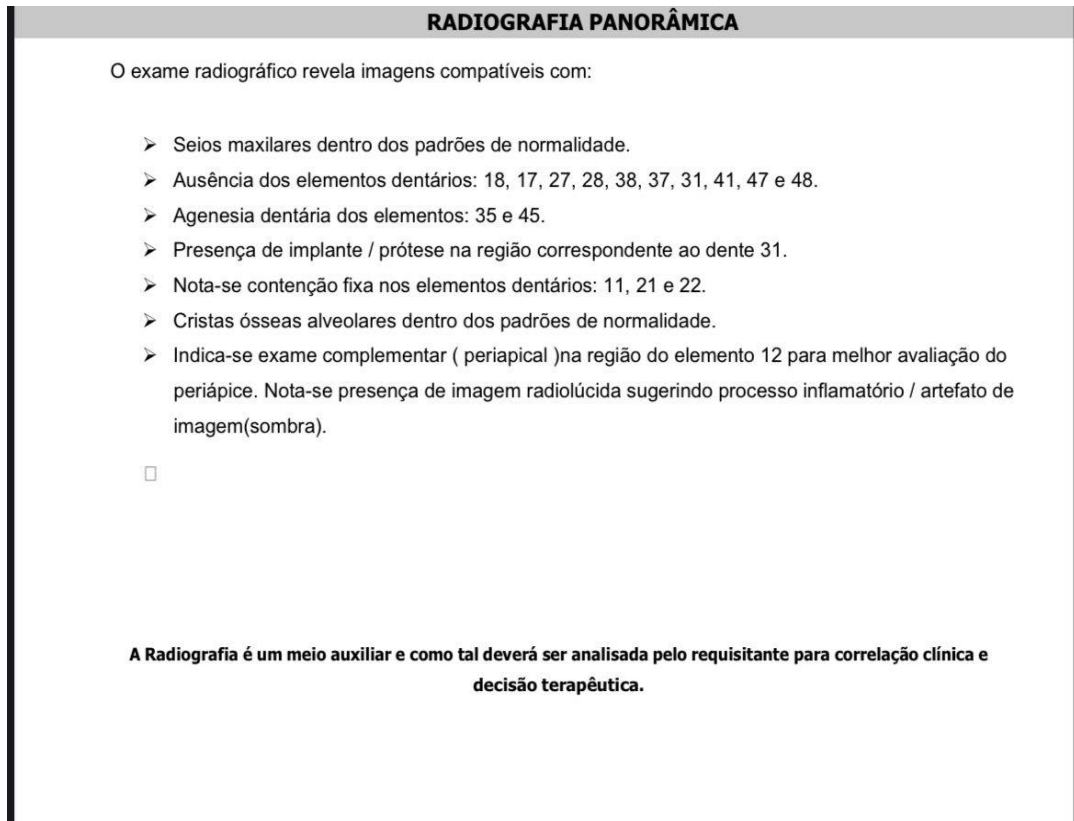 RADIOGRAFIA PANORÂMICA
O exame radiográfico revela imagens compatíveis com:
➢ Seios maxilares dentro dos padrões de normalidade.
➢ Ausência dos elementos dentários: 18, 17, 27, 28, 38, 37, 31, 41, 47 e 48.
➢ Agenesia dentária dos elementos: 35 e 45.
➢ Presença de implante / prótese na região correspondente ao dente 31.
➢ Nota-se contenção fixa nos elementos dentários: 11, 21 e 22.
➢ Cristas ósseas alveolares dentro dos padrões de normalidade.
➢ Indica-se exame complementar ( periapical )na região do elemento 12 para melhor avaliação do
periápice. Nota-se presença de imagem radiolúcida sugerindo processo inflamatório / artefato de
imagem(sombra).
A Radiografia é um meio auxiliar e como tal deverá ser analisada pelo requisitante para correlação clínica e
decisão terapêutica.